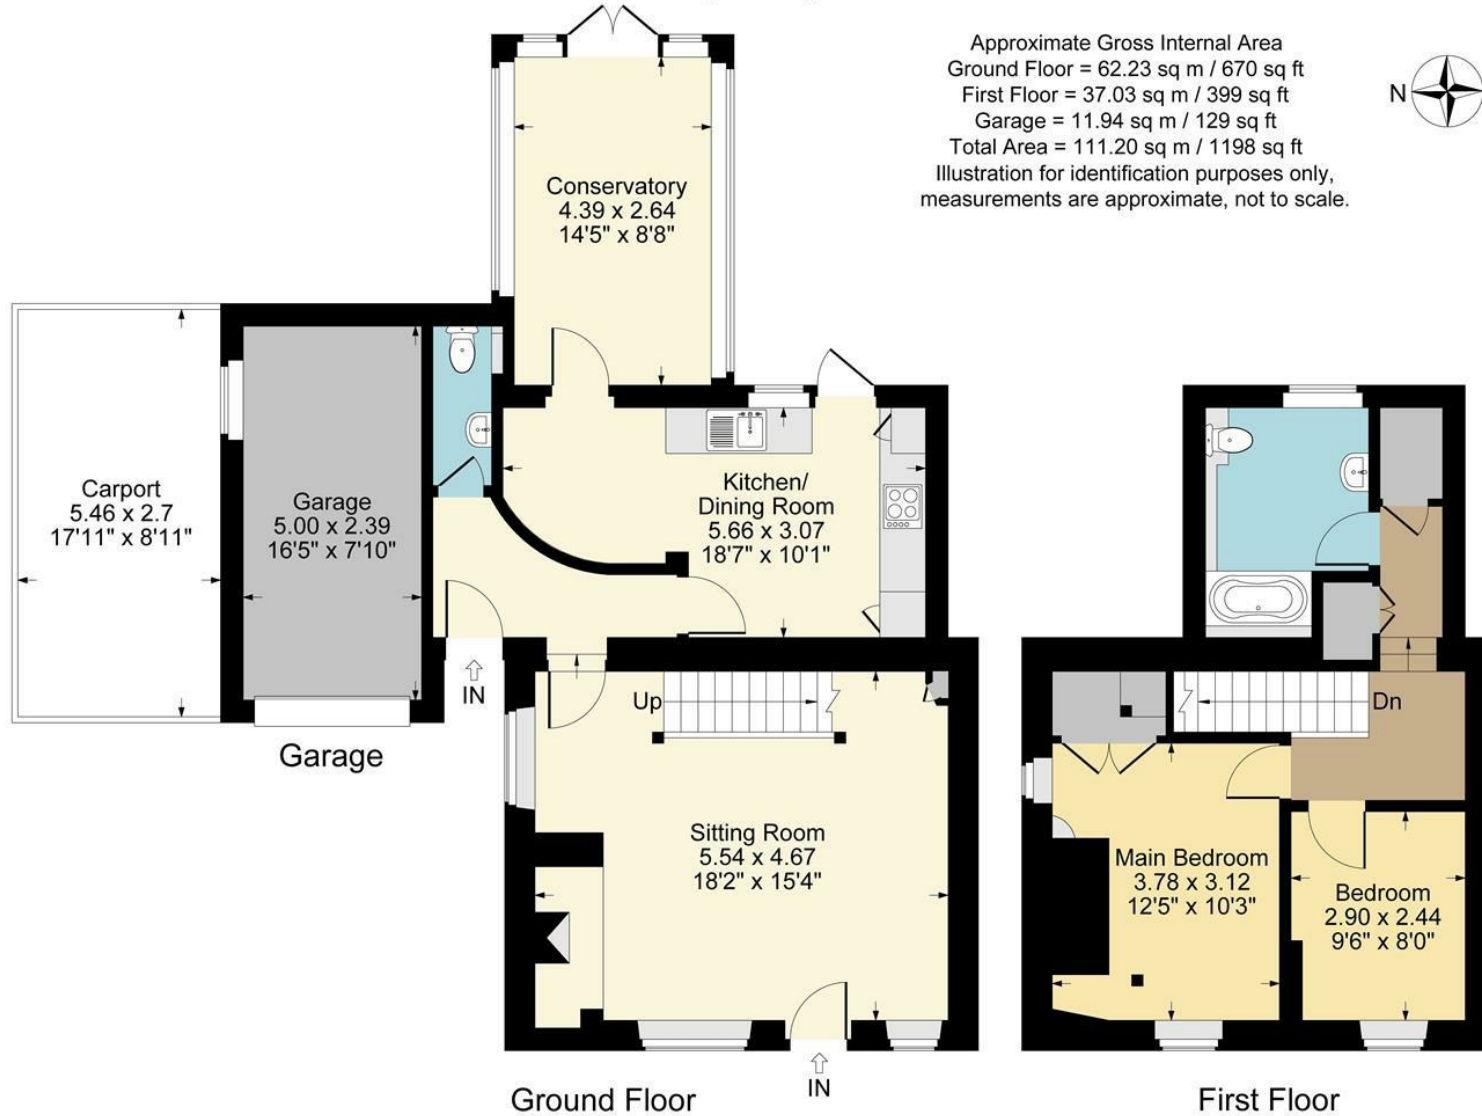 Approximate Gross Internal Area
Ground Floor = 62.23 sq m / 670 sq ft
First Floor = 37.03 sq m / 399 sq ft
Garage = 11.94 sq m / 129 sq ft
Total Area = 111.20 sq m / 1198 sq ft
Illustration for identification purposes only,
measurements are approximate, not to scale.
N
Conservatory
4.39 x 2.64
14'5" x 8'8"
Carport
5.46 x 2.7
17'11" x 8'11"
Garage
5.00 x 2.39
16'5" x 7'10"
Kitchen/
Dining Room
5.66 x 3.07
18'7" x 10'1"
IN
Garage
Up
Sitting Room
5.54 x 4.67
18'2" x 15'4"
IN
Ground Floor
Dn
Main Bedroom
3.78 x 3.12
12'5" x 10'3"
Bedroom
2.90 x 2.44
9'6" x 8'0"
First Floor